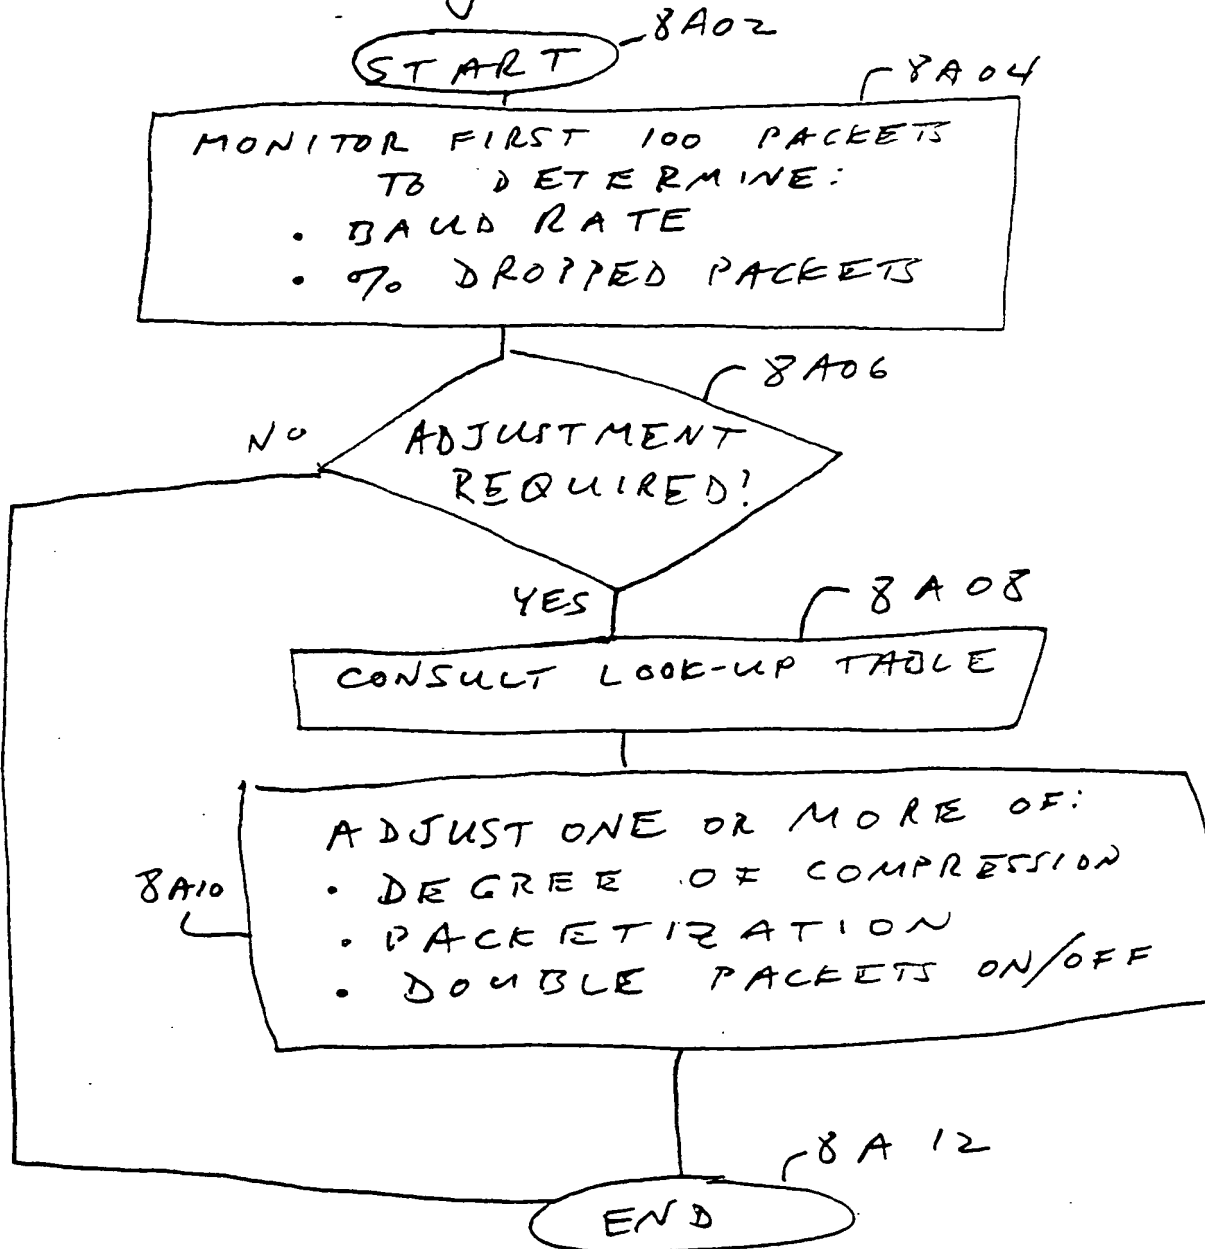 8A02
START
8A04
MONITOR FIRST 100 PACKETS
TO DETERMINE:
• BAUD RATE
• % DROPPED PACKETS
8A06
NO
ADJUSTMENT
REQUIRED?
YES
8A08
CONSULT LOOK-UP TABLE
ADJUST ONE OR MORE OF:
8A10
• DEGREE OF COMPRESSION
• PACKETIZATION
• DOUBLE PACKETS ON/OFF
8A12
END